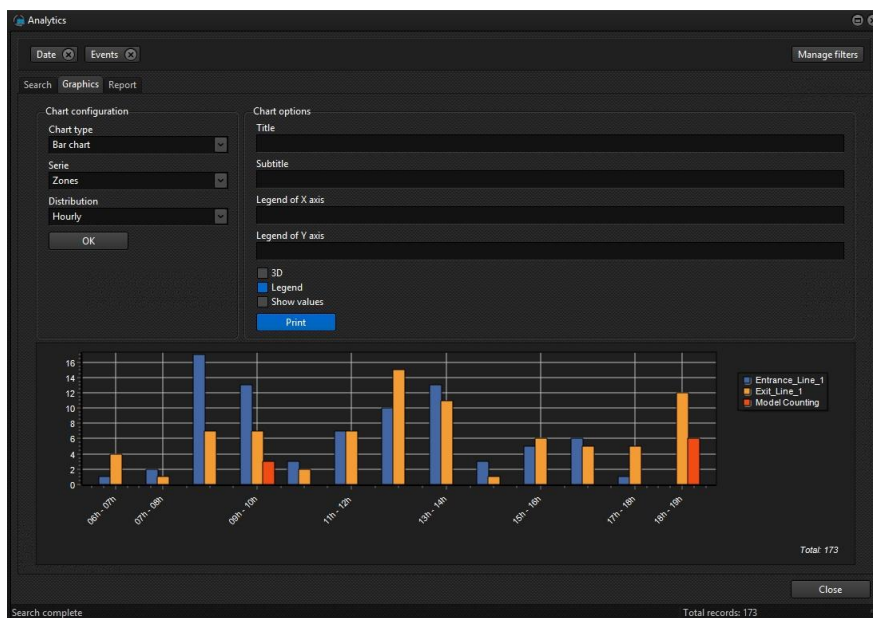 Analytics
Date Events Manage filters
Search Graphics Report
Chart configuration
Chart type
Bar chart
Serie
Zones
Distribution
Hourly
OK
Chart options
Title
Subtitle
Legend of X axis
Legend of Y axis
3D
Legend
Show values
Print
16
14
12
10
8
6
4
2
0
06h - 07h 07h - 08h 09h - 10h 11h - 12h 13h - 14h 15h - 16h 17h - 18h 18h - 19h
Entrance_Line_1
Exit_Line_1
Model Counting
Total: 173
Close
Search complete Total records: 173